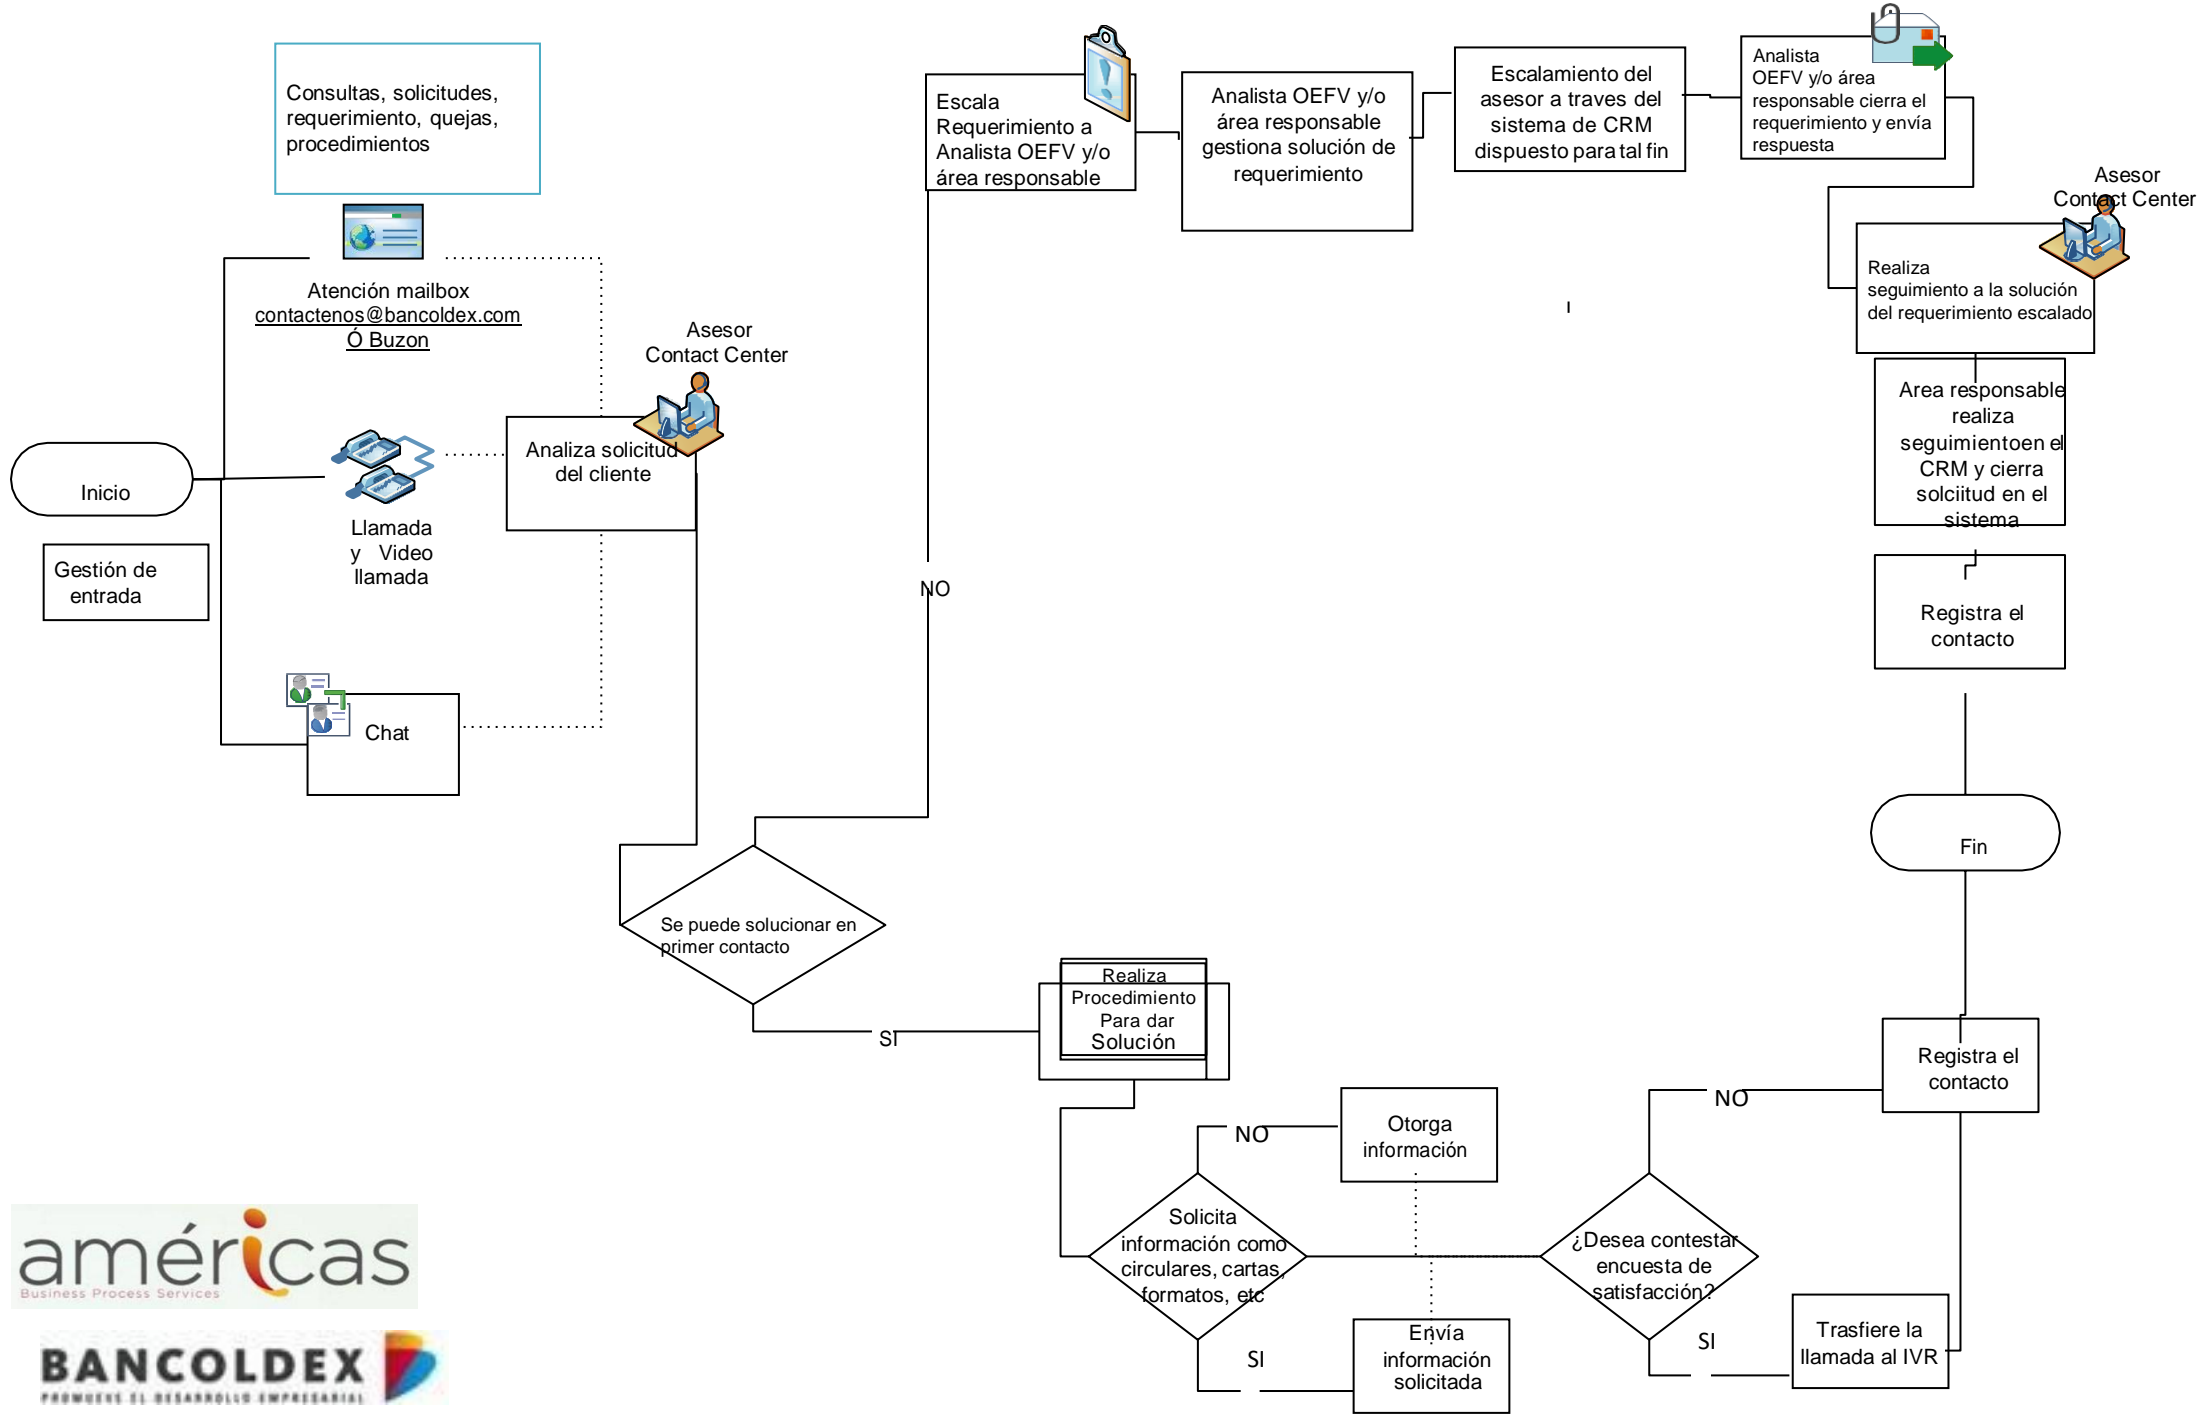 Consultas, solicitudes,
requerimiento, quejas,
procedimientos
Atención mailbox
contactenos@bancoldex.com
Ó Buzon
Inicio
Gestión de
entrada
Llamada
y Video
llamada
Chat
Asesor
Contact Center
Analiza solicitud
del cliente
Se puede solucionar en
primer contacto
NO
Escala
Requerimiento a
Analista OEFV y/o
área responsable
Analista OEFV y/o
área responsable
gestiona solución de
requerimiento
Escalamiento del
asesor a traves del
sistema de CRM
dispuesto para tal fin
Analista
OEFV y/o área
responsable cierra el
requerimiento y envía
respuesta
Asesor
Contact Center
Realiza
seguimiento a la solución
del requerimiento escalado
Area responsable
realiza
seguimientoen el
CRM y cierra
solciitud en el
sistema
Registra el
contacto
Fin
SI
Realiza
Procedimiento
Para dar
Solución
Solicita
información como
circulares, cartas,
formatos, etc
NO
Otorga
información
SI
Envía
información
solicitada
¿Desea contestar
encuesta de
satisfacción?
NO
Registra el
contacto
SI
Trasfiere la
llamada al IVR
américas
Business Process Services
BANCOLDEX
PROMUEVE EL DESARROLLO EMPRESARIAL